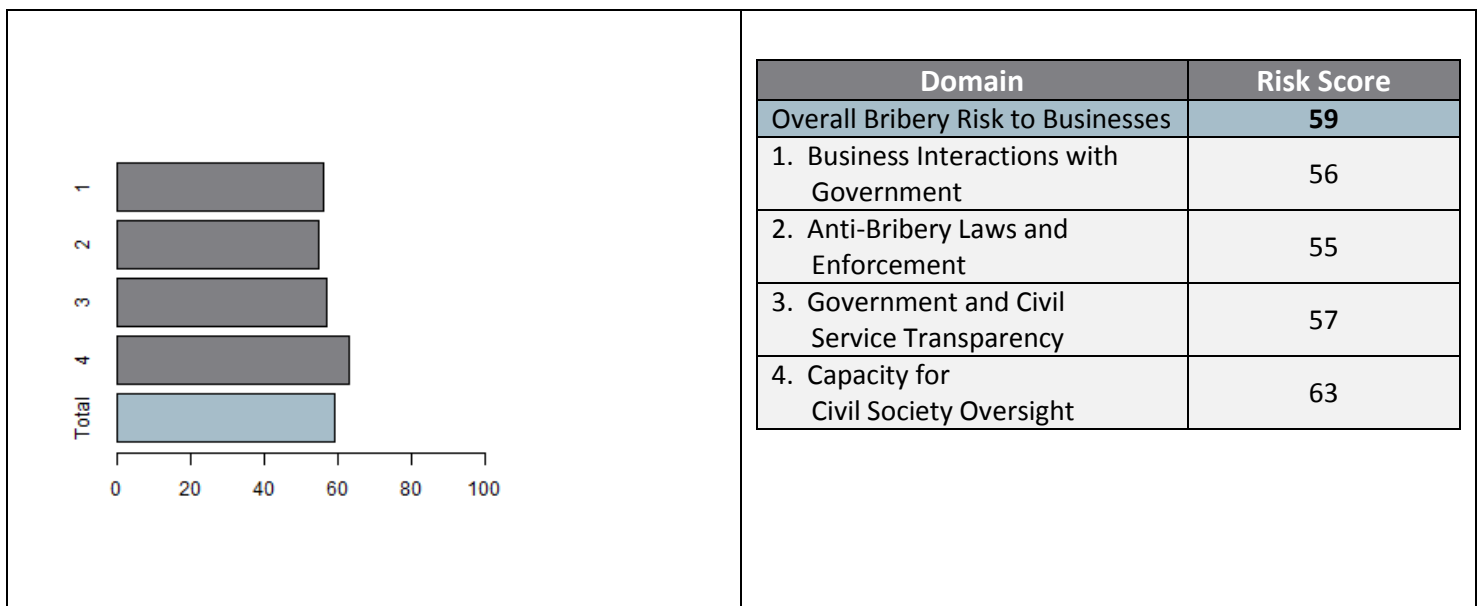 1
2
3
4
Total
0 20 40 60 80 100
Domain Risk Score
Overall Bribery Risk to Businesses 59
1. Business Interactions with
Government
56
2. Anti-Bribery Laws and
Enforcement
55
3. Government and Civil
Service Transparency
57
4. Capacity for
Civil Society Oversight
63